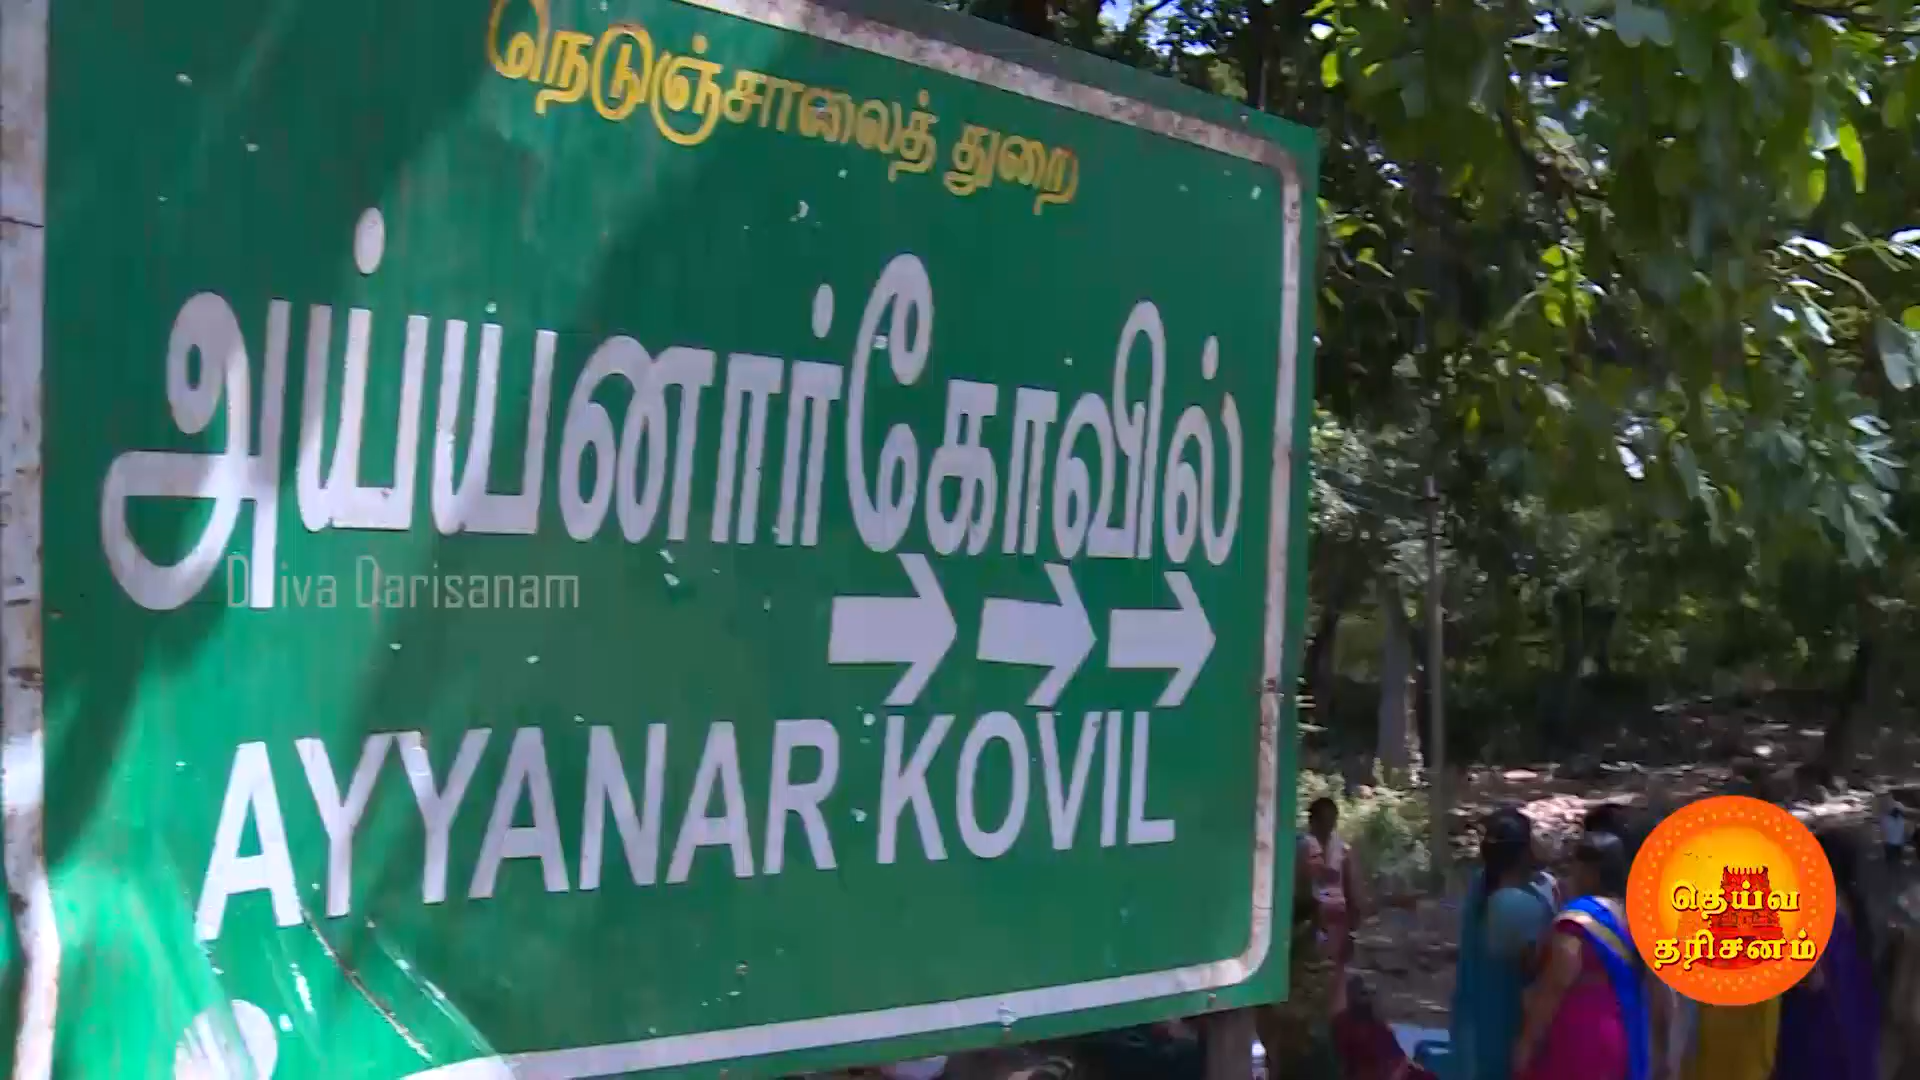 நெடுஞ்சாலைத் துறை
அய்யனார்கோவில்
Deiva Darisanam
AYYANAR KOVIL
தெய்வ
தரிசனம்